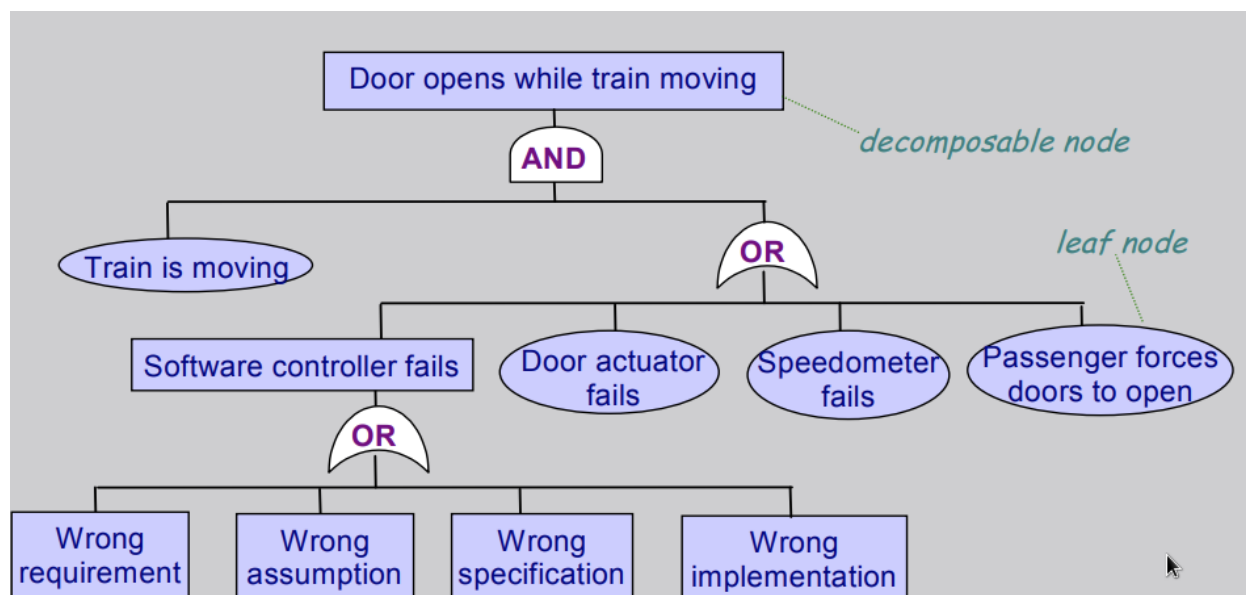 Door opens while train moving
decomposable node
AND
leaf node
OR
Train is moving
Software controller fails
Door actuator
fails
Speedometer
fails
Passenger forces
doors to open
OR
Wrong
requirement
Wrong
assumption
Wrong
specification
Wrong
implementation